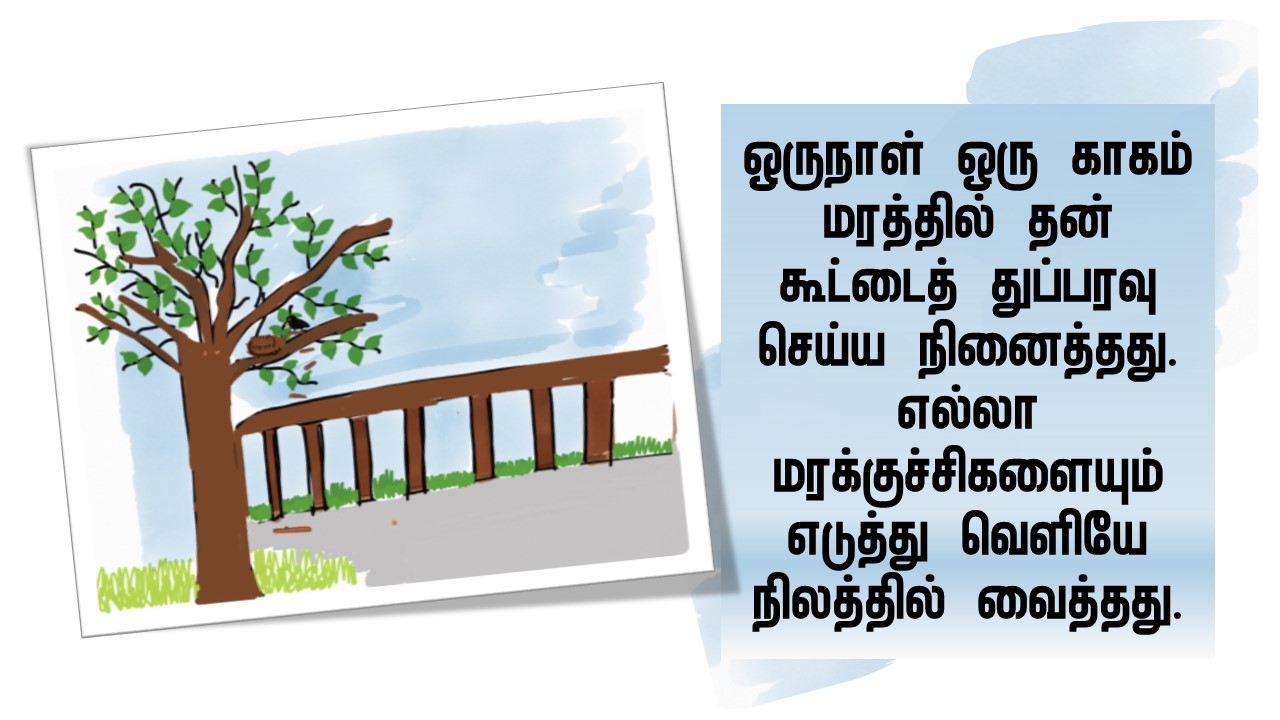 ஒருநாள் ஒரு காகம்
மரத்தில் தன்
கூட்டைத் துப்பரவு
செய்ய நினைத்தது.
எல்லா
மரக்குச்சிகளையும்
எடுத்து வெளியே
நிலத்தில் வைத்தது.